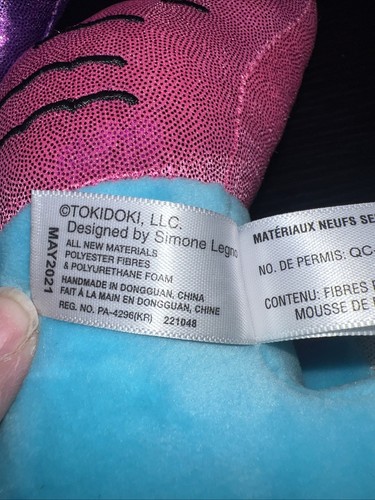 ©TOKIDOKI, LLC.
Designed by Simone Legno
ALL NEW MATERIALS
POLYESTER FIBRES
& POLYURETHANE FOAM
HANDMADE IN DONGGUAN, CHINA
FAIT À LA MAIN EN DONGGUAN, CHINE
REG. NO. PA-4296(KR) 221048
MAY2021
MATÉRIAUX NEUFS SE
NO. DE PERMIS: QC-
CONTENU: FIBRES
MOUSSE DE